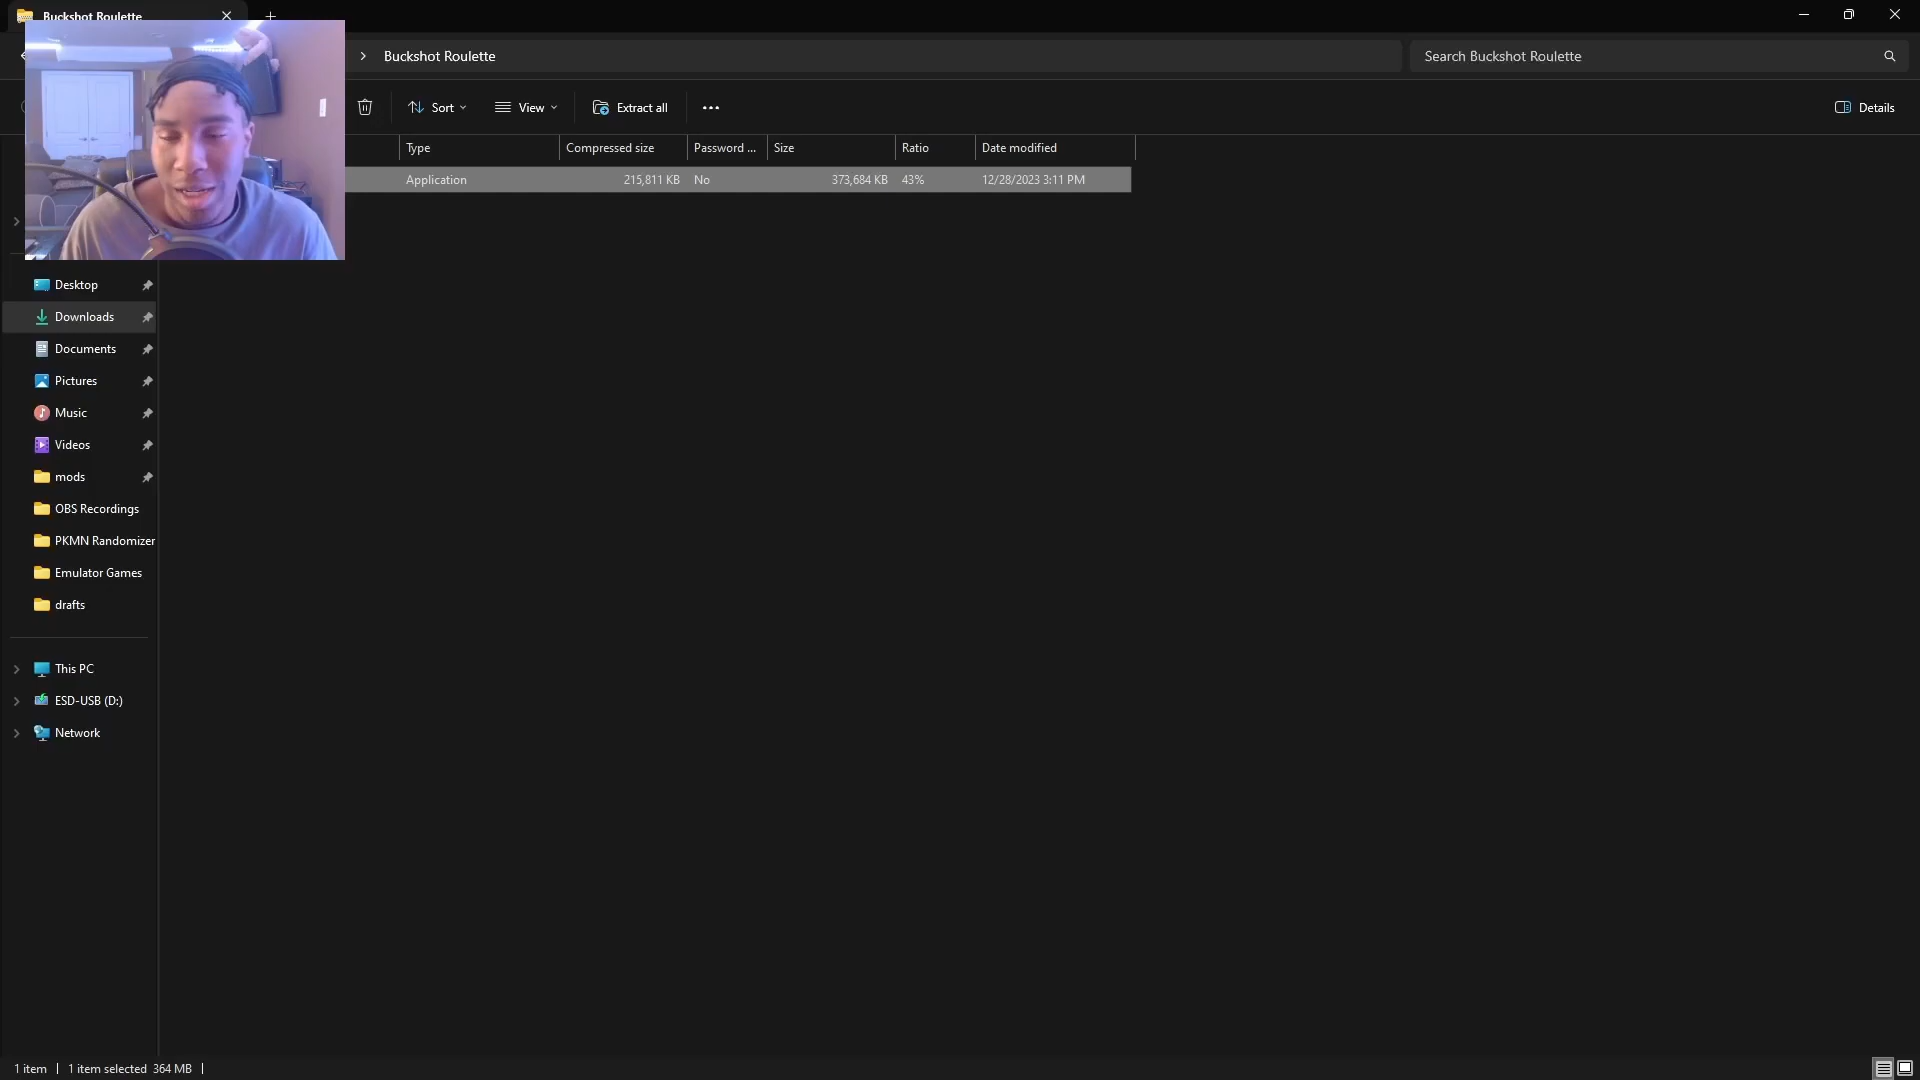 Buckshot Roulette
Buckshot Roulette
Search Buckshot Roulette
Sort
View
Extract all
Details
Type
Compressed size
Password ...
Size
Ratio
Date modified
Application
215,811 KB
No
373,684 KB
43%
12/28/2023 3:11 PM
Desktop
Downloads
Documents
Pictures
Music
Videos
mods
OBS Recordings
PKMN Randomizer
Emulator Games
drafts
This PC
ESD-USB (D:)
Network
1 item
1 item selected 364 MB